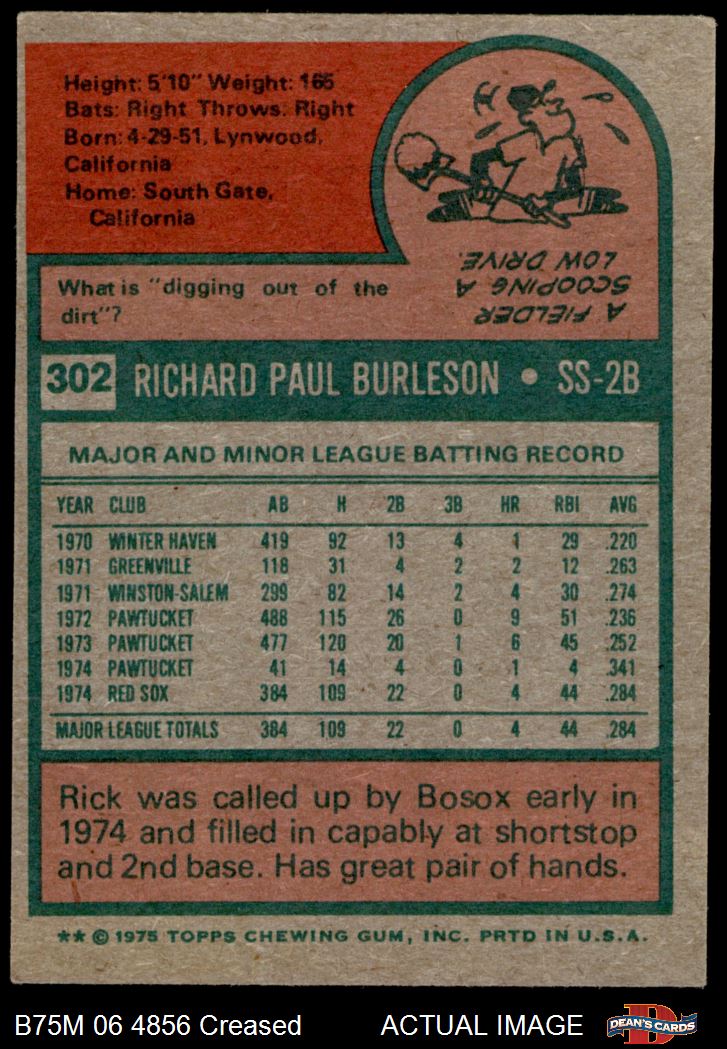 Height: 5'10" Weight: 165
Bats: Right Throws: Right
Born: 4-29-51, Lynwood,
California
Home: South Gate,
California
What is "digging out of the
dirt"?
A FIELDER
SCOOPING A
LOW DRIVE.
302 RICHARD PAUL BURLESON • SS-2B
MAJOR AND MINOR LEAGUE BATTING RECORD
YEAR CLUB AB H 2B 3B HR RBI AVG
1970 WINTER HAVEN 419 92 13 4 1 29 .220
1971 GREENVILLE 118 31 4 2 2 12 .263
1971 WINSTON-SALEM 299 82 14 2 4 30 .274
1972 PAWTUCKET 488 115 26 0 9 51 .236
1973 PAWTUCKET 477 120 20 1 6 45 .252
1974 PAWTUCKET 41 14 4 0 1 4 .341
1974 RED SOX 384 109 22 0 4 44 .284
MAJOR LEAGUE TOTALS 384 109 22 0 4 44 .284
Rick was called up by Bosox early in
1974 and filled in capably at shortstop
and 2nd base. Has great pair of hands.
** © 1975 TOPPS CHEWING GUM, INC. PRTD IN U.S.A.
B75M 06 4856 Creased ACTUAL IMAGE
DEAN'S CARDS